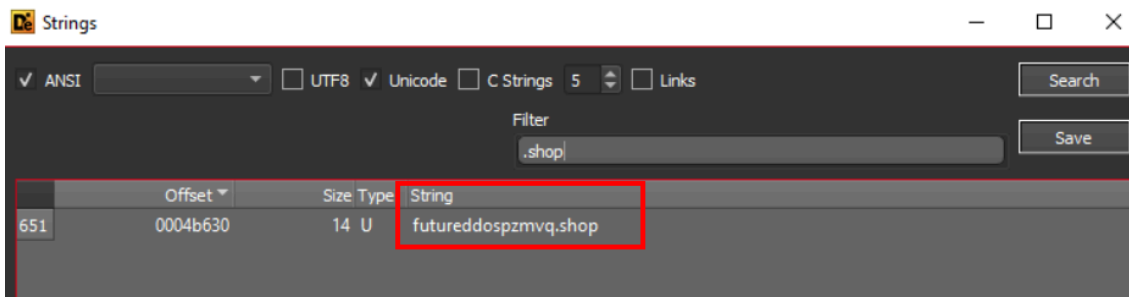 De Strings
ANSI UTF8 Unicode C Strings 5 Links Search
Filter
.shop Save
Offset Size Type String
651 0004b630 14 U futureddospzmvq.shop